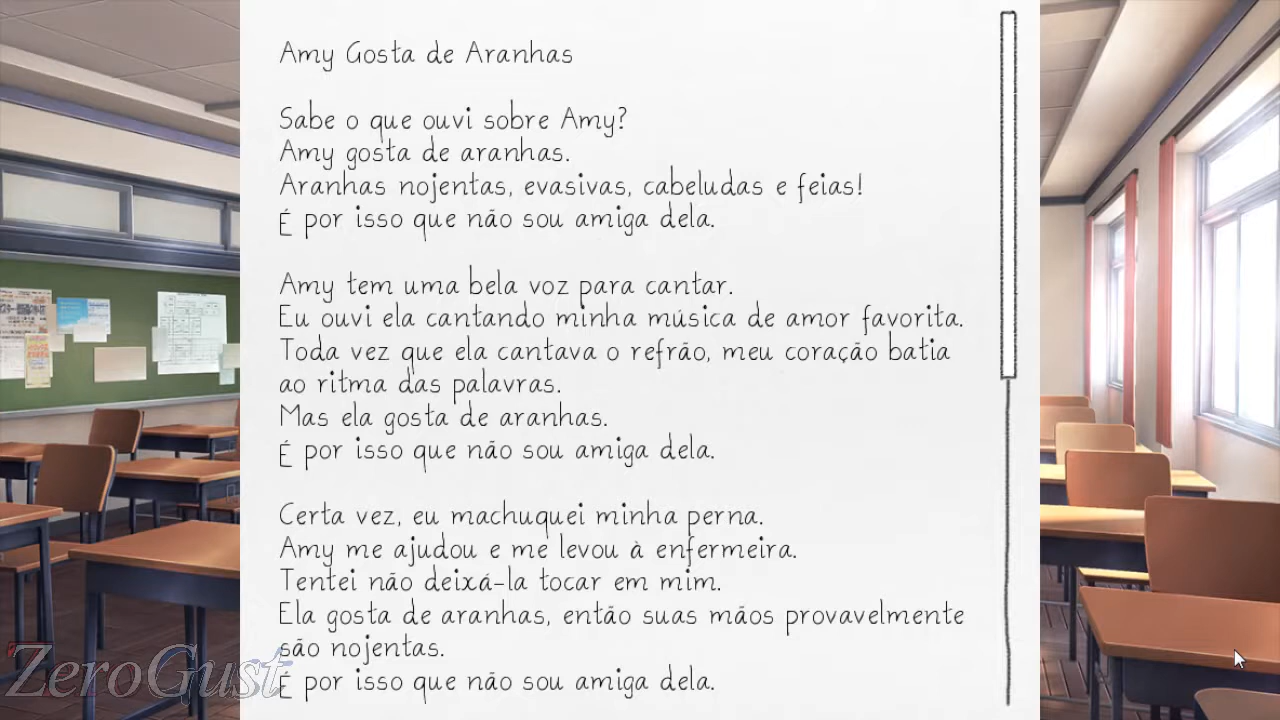 Amy Gosta de Aranhas
Sabe o que ouvi sobre Amy?
Amy gosta de aranhas.
Aranhas nojentas, evasivas, cabeludas e feias!
É por isso que não sou amiga dela.
Amy tem uma bela voz para cantar.
Eu ouvi ela cantando minha música de amor favorita.
Toda vez que ela cantava o refrão, meu coração batia
ao ritma das palavras.
Mas ela gosta de aranhas.
É por isso que não sou amiga dela.
Certa vez, eu machuquei minha perna.
Amy me ajudou e me levou à enfermeira.
Tentei não deixá-la tocar em mim.
Ela gosta de aranhas, então suas mãos provavelmente
são nojentas.
É por isso que não sou amiga dela.
ZeroGust